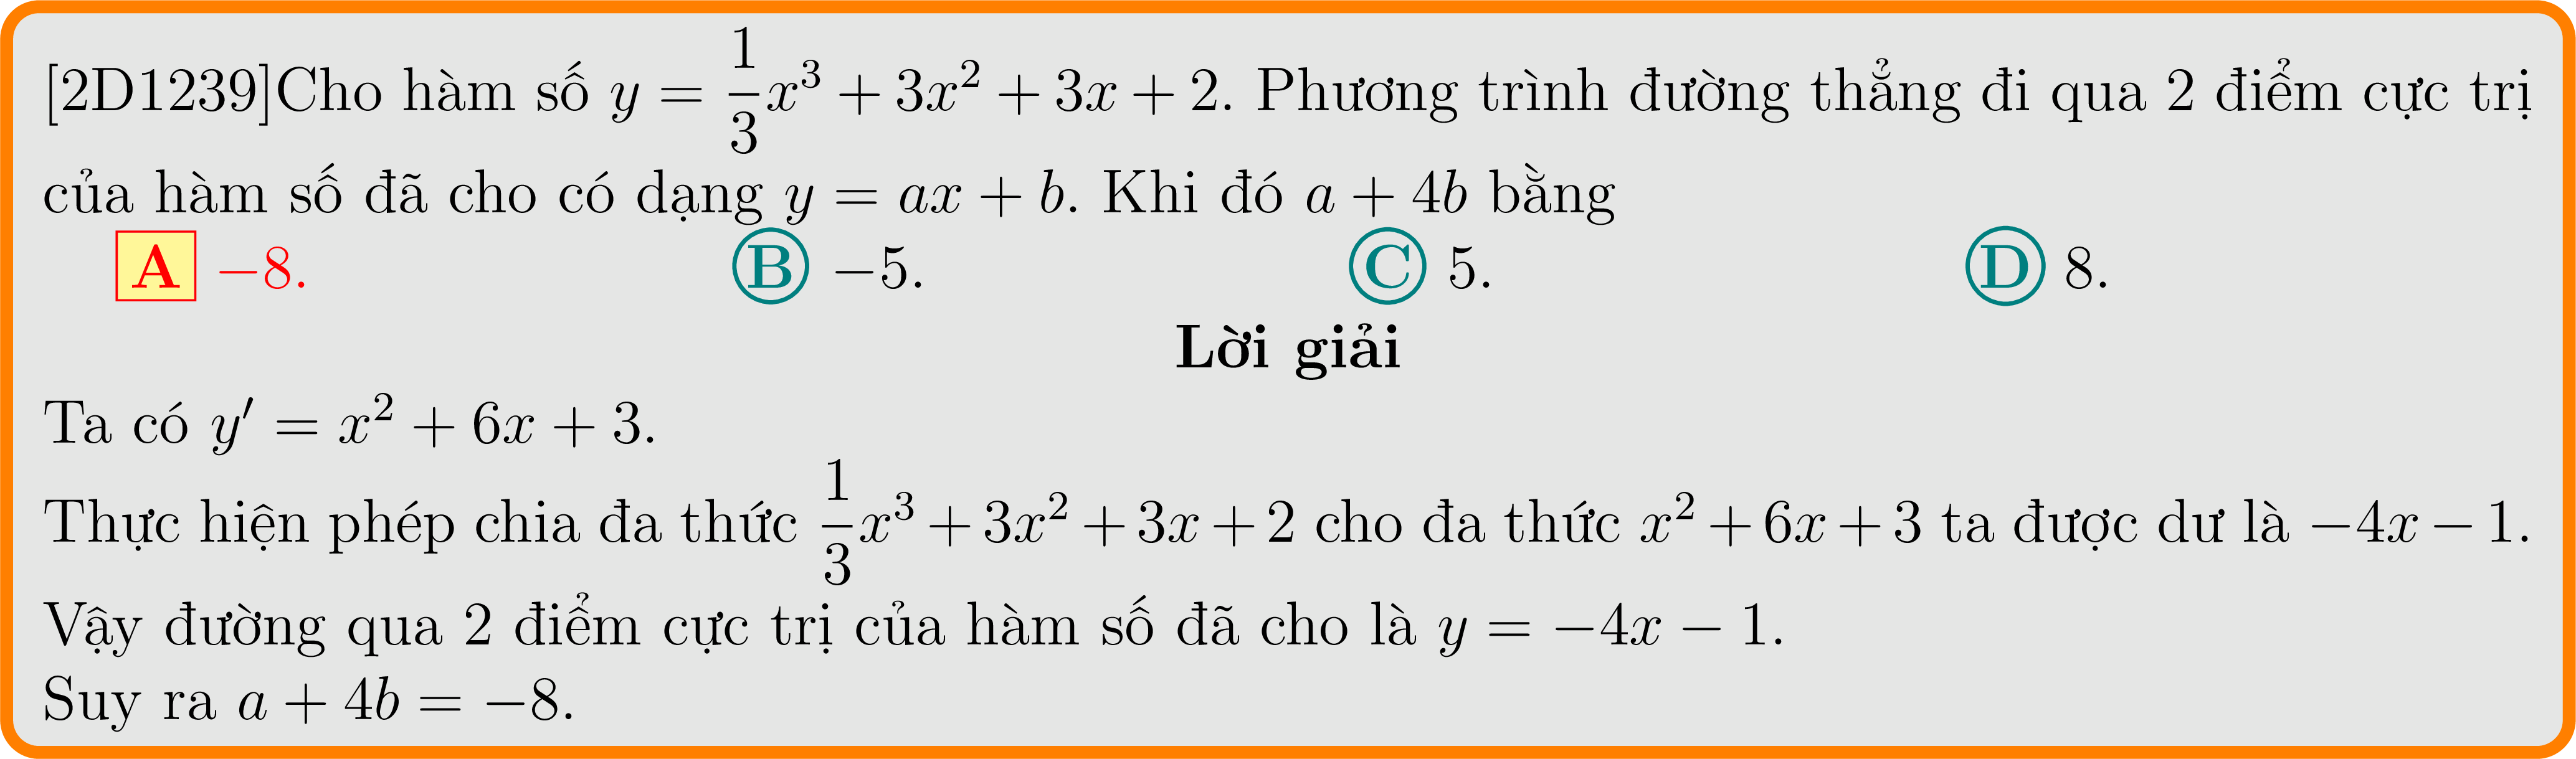 [2D1239]Cho hàm số y = \frac{1}{3}x^3 + 3x^2 + 3x + 2. Phương trình đường thẳng đi qua 2 điểm cực trị
của hàm số đã cho có dạng y = ax + b. Khi đó a + 4b bằng
A −8. B −5. C 5. D 8.
Lời giải
Ta có y′ = x^2 + 6x + 3.
Thực hiện phép chia đa thức \frac{1}{3}x^3 + 3x^2 + 3x + 2 cho đa thức x^2 + 6x + 3 ta được dư là −4x − 1.
Vậy đường qua 2 điểm cực trị của hàm số đã cho là y = −4x − 1.
Suy ra a + 4b = −8.